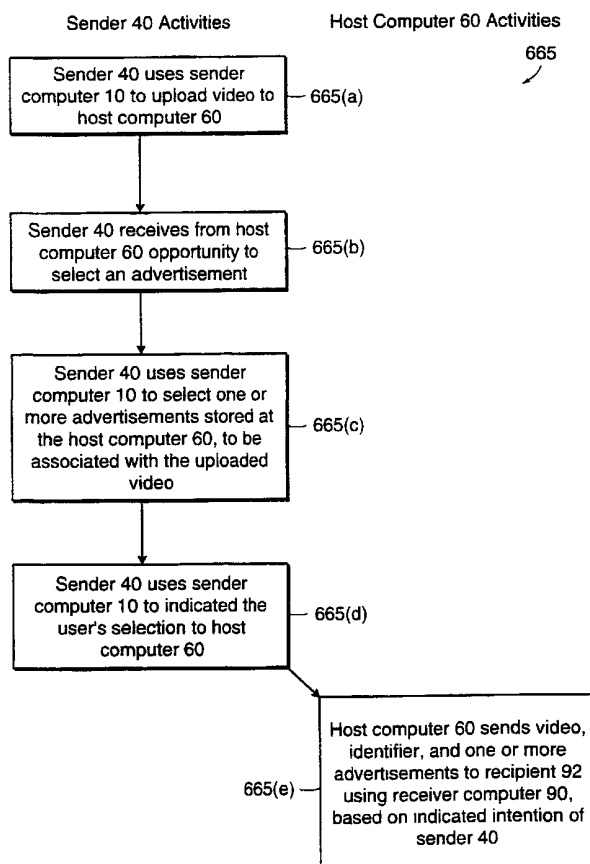 Sender 40 Activities
Host Computer 60 Activities
665
Sender 40 uses sender
computer 10 to upload video to
host computer 60
665(a)
Sender 40 receives from host
computer 60 opportunity to
select an advertisement
665(b)
Sender 40 uses sender
computer 10 to select one or
more advertisements stored at
the host computer 60, to be
associated with the uploaded
video
665(c)
Sender 40 uses sender
computer 10 to indicated the
user's selection to host
computer 60
665(d)
Host computer 60 sends video,
identifier, and one or more
advertisements to recipient 92
using receiver computer 90,
based on indicated intention of
sender 40
665(e)